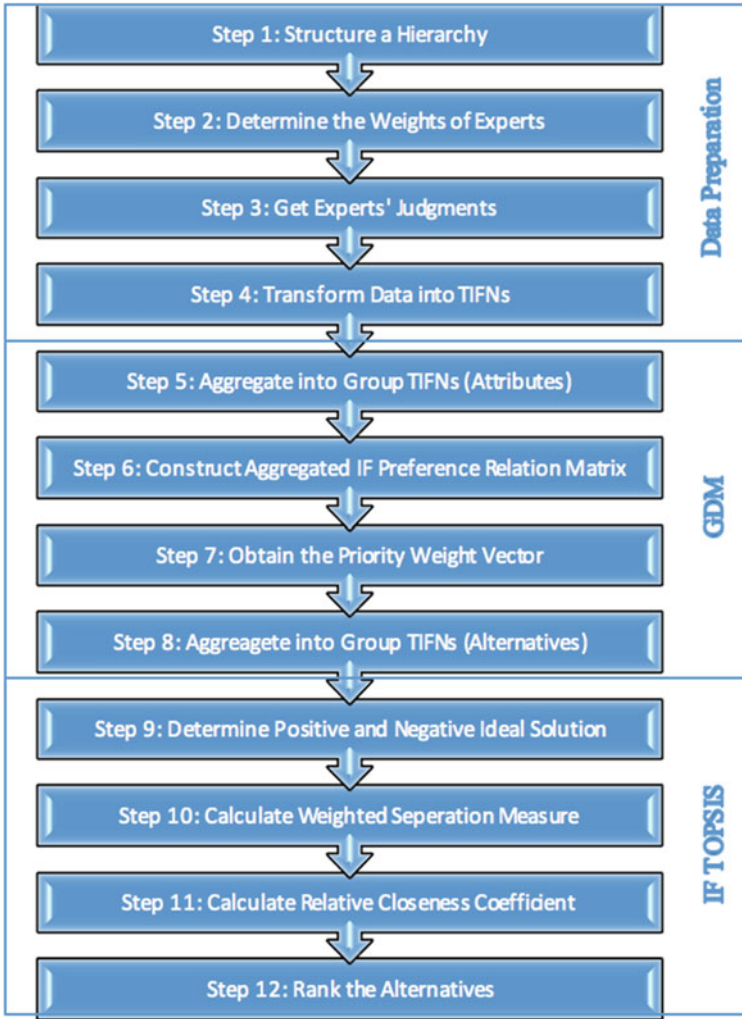 Step 1: Structure a Hierarchy
Step 2: Determine the Weights of Experts
Step 3: Get Experts' Judgments
Step 4: Transform Data into TIFNs
Data Preparation
Step 5: Aggregate into Group TIFNs (Attributes)
Step 6: Construct Aggregated IF Preference Relation Matrix
Step 7: Obtain the Priority Weight Vector
Step 8: Aggreagete into Group TIFNs (Alternatives)
GDM
Step 9: Determine Positive and Negative Ideal Solution
Step 10: Calculate Weighted Seperation Measure
Step 11: Calculate Relative Closeness Coefficient
Step 12: Rank the Alternatives
IF TOPSIS